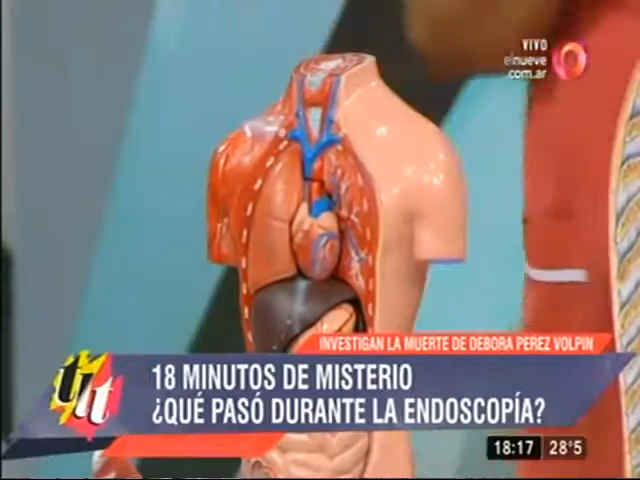 VIVO
elnueve
.com.ar
INVESTIGAN LA MUERTE DE DEBORA PEREZ VOLPIN
ult
18 MINUTOS DE MISTERIO
¿QUÉ PASÓ DURANTE LA ENDOSCOPÍA?
18:17 28°5